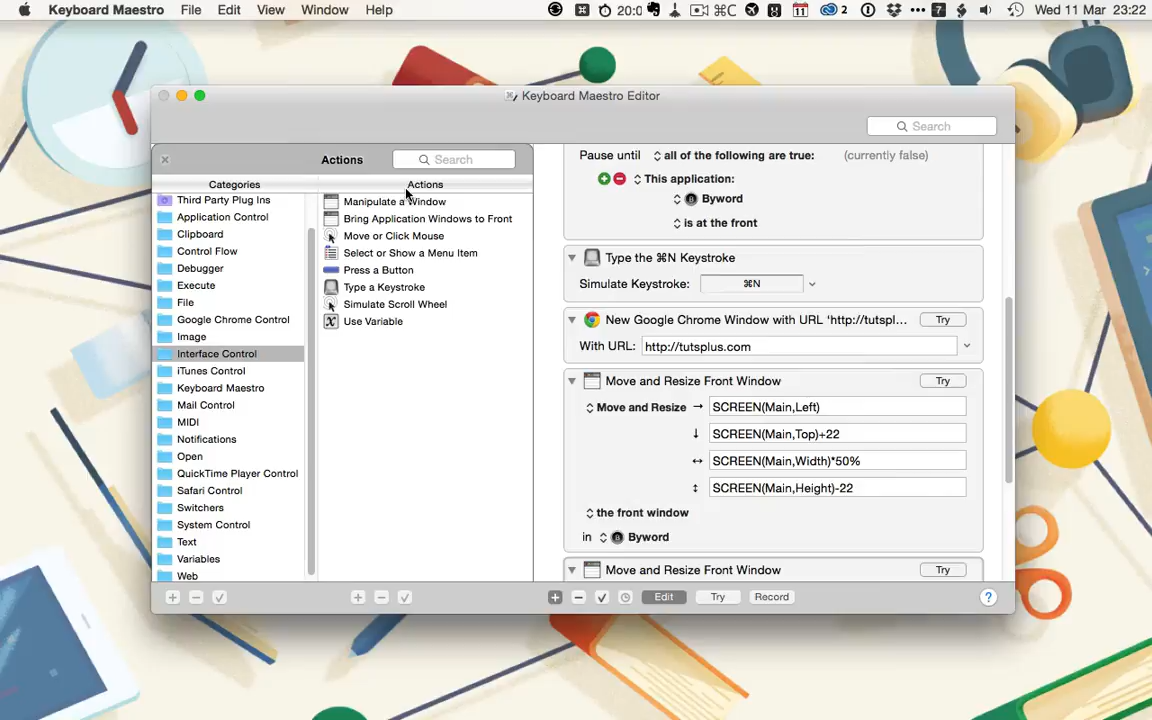 Keyboard Maestro File Edit View Window Help 20:0 ⌘C 11 2 7 Wed 11 Mar 23:22
Keyboard Maestro Editor
Search
Actions Search
Categories Actions
Third Party Plug Ins
Application Control
Clipboard
Control Flow
Debugger
Execute
File
Google Chrome Control
Image
Interface Control
iTunes Control
Keyboard Maestro
Mail Control
MIDI
Notifications
Open
QuickTime Player Control
Safari Control
Switchers
System Control
Text
Variables
Web
Manipulate a Window
Bring Application Windows to Front
Move or Click Mouse
Select or Show a Menu Item
Press a Button
Type a Keystroke
Simulate Scroll Wheel
Use Variable
Pause until all of the following are true: (currently false)
This application:
Byword
is at the front
Type the ⌘N Keystroke
Simulate Keystroke: ⌘N
New Google Chrome Window with URL ‘http://tutspl... Try
With URL: http://tutsplus.com
Move and Resize Front Window Try
Move and Resize → SCREEN(Main,Left)
↓ SCREEN(Main,Top)+22
↔ SCREEN(Main,Width)*50%
↕ SCREEN(Main,Height)-22
the front window
in Byword
Move and Resize Front Window Try
Edit Try Record ?